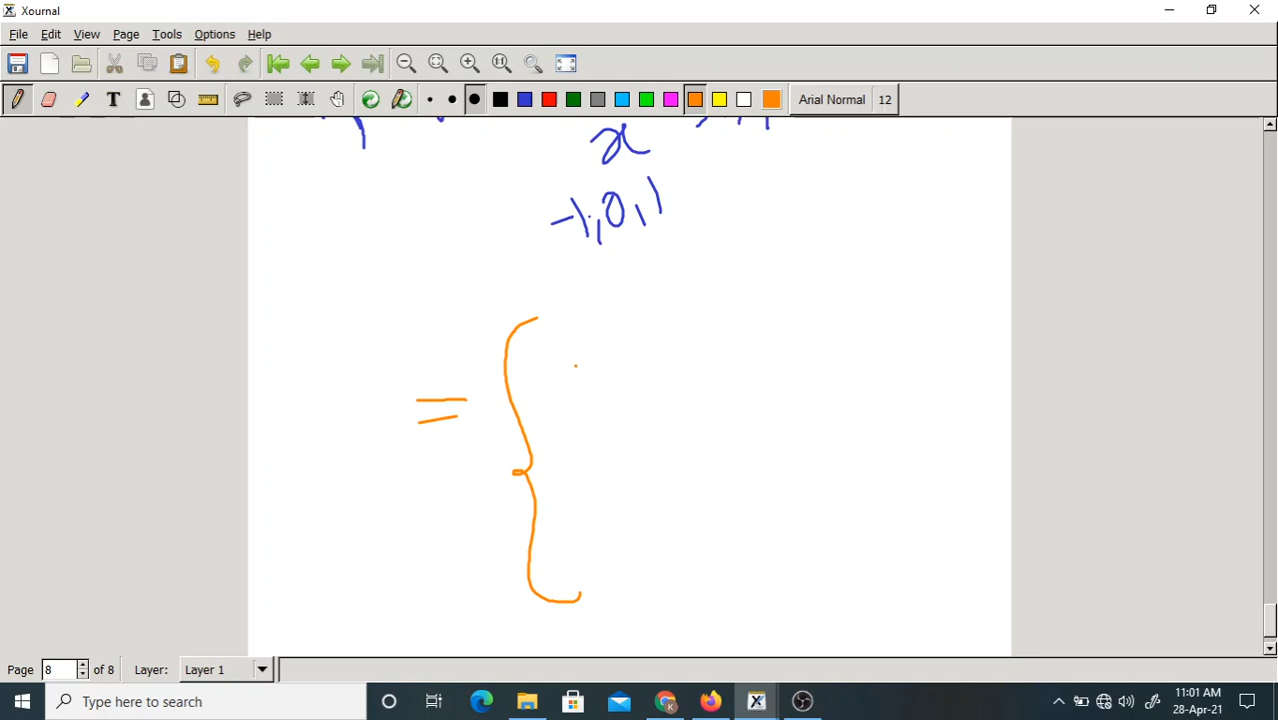 Xournal
File Edit View Page Tools Options Help
T Arial Normal 12
x
-1,0,1
=
Page 8 of 8 Layer: Layer 1
Type here to search
11:01 AM
28-Apr-21